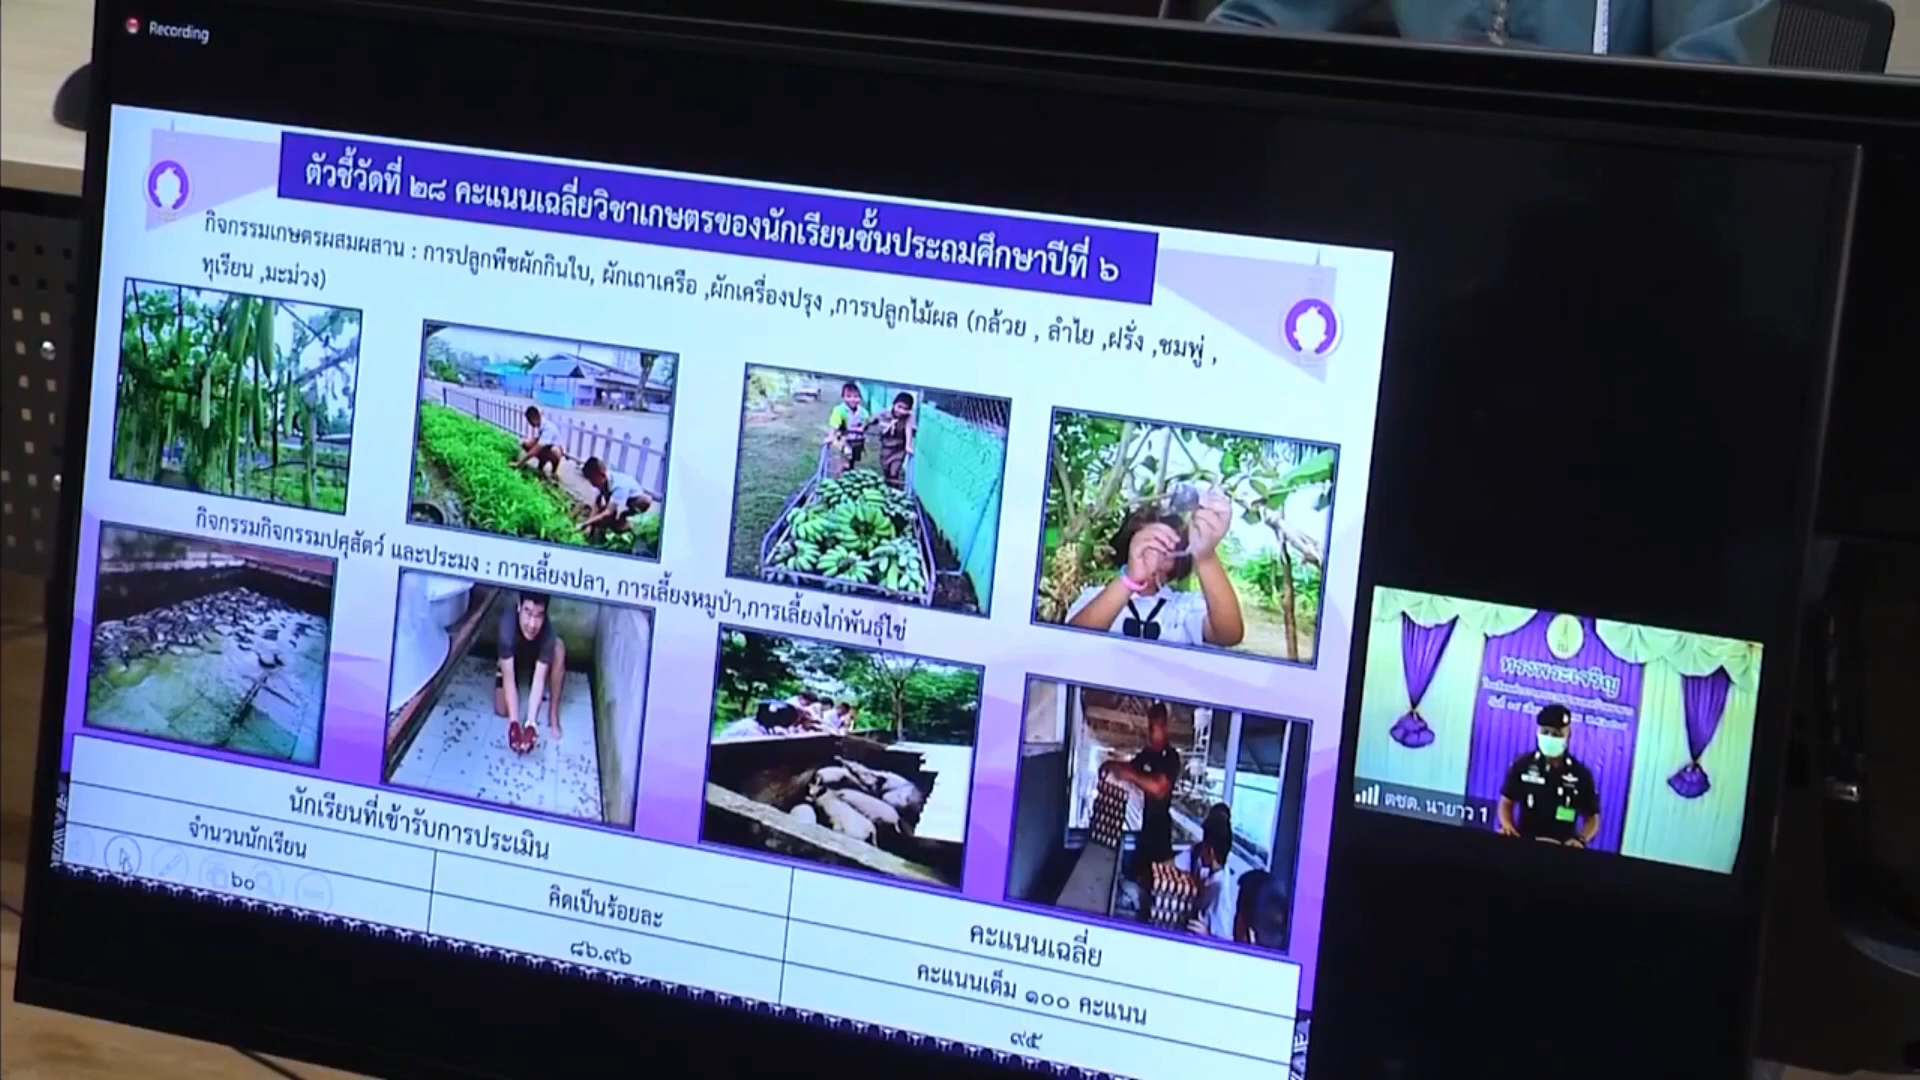 Recording
ตัวชี้วัดที่ ๒๘ คะแนนเฉลี่ยวิชาเกษตรของนักเรียนชั้นประถมศึกษาปีที่ ๖
กิจกรรมเกษตรผสมผสาน : การปลูกพืชผักกินใบ, ผักเถาเครือ ,ผักเครื่องปรุง ,การปลูกไม้ผล (กล้วย , ลำไย ,ฝรั่ง ,ชมพู่ ,
ทุเรียน ,มะม่วง)
กิจกรรมกิจกรรมปศุสัตว์ และประมง : การเลี้ยงปลา, การเลี้ยงหมูป่า,การเลี้ยงไก่พันธุ์ไข่
นักเรียนที่เข้ารับการประเมิน
คะแนนเฉลี่ย
จำนวนนักเรียน
คิดเป็นร้อยละ
คะแนนเต็ม ๑๐๐ คะแนน
๖๐
๘๖.๙๖
๙๕
ทรงพระเจริญ
ตชด. นายาว 1